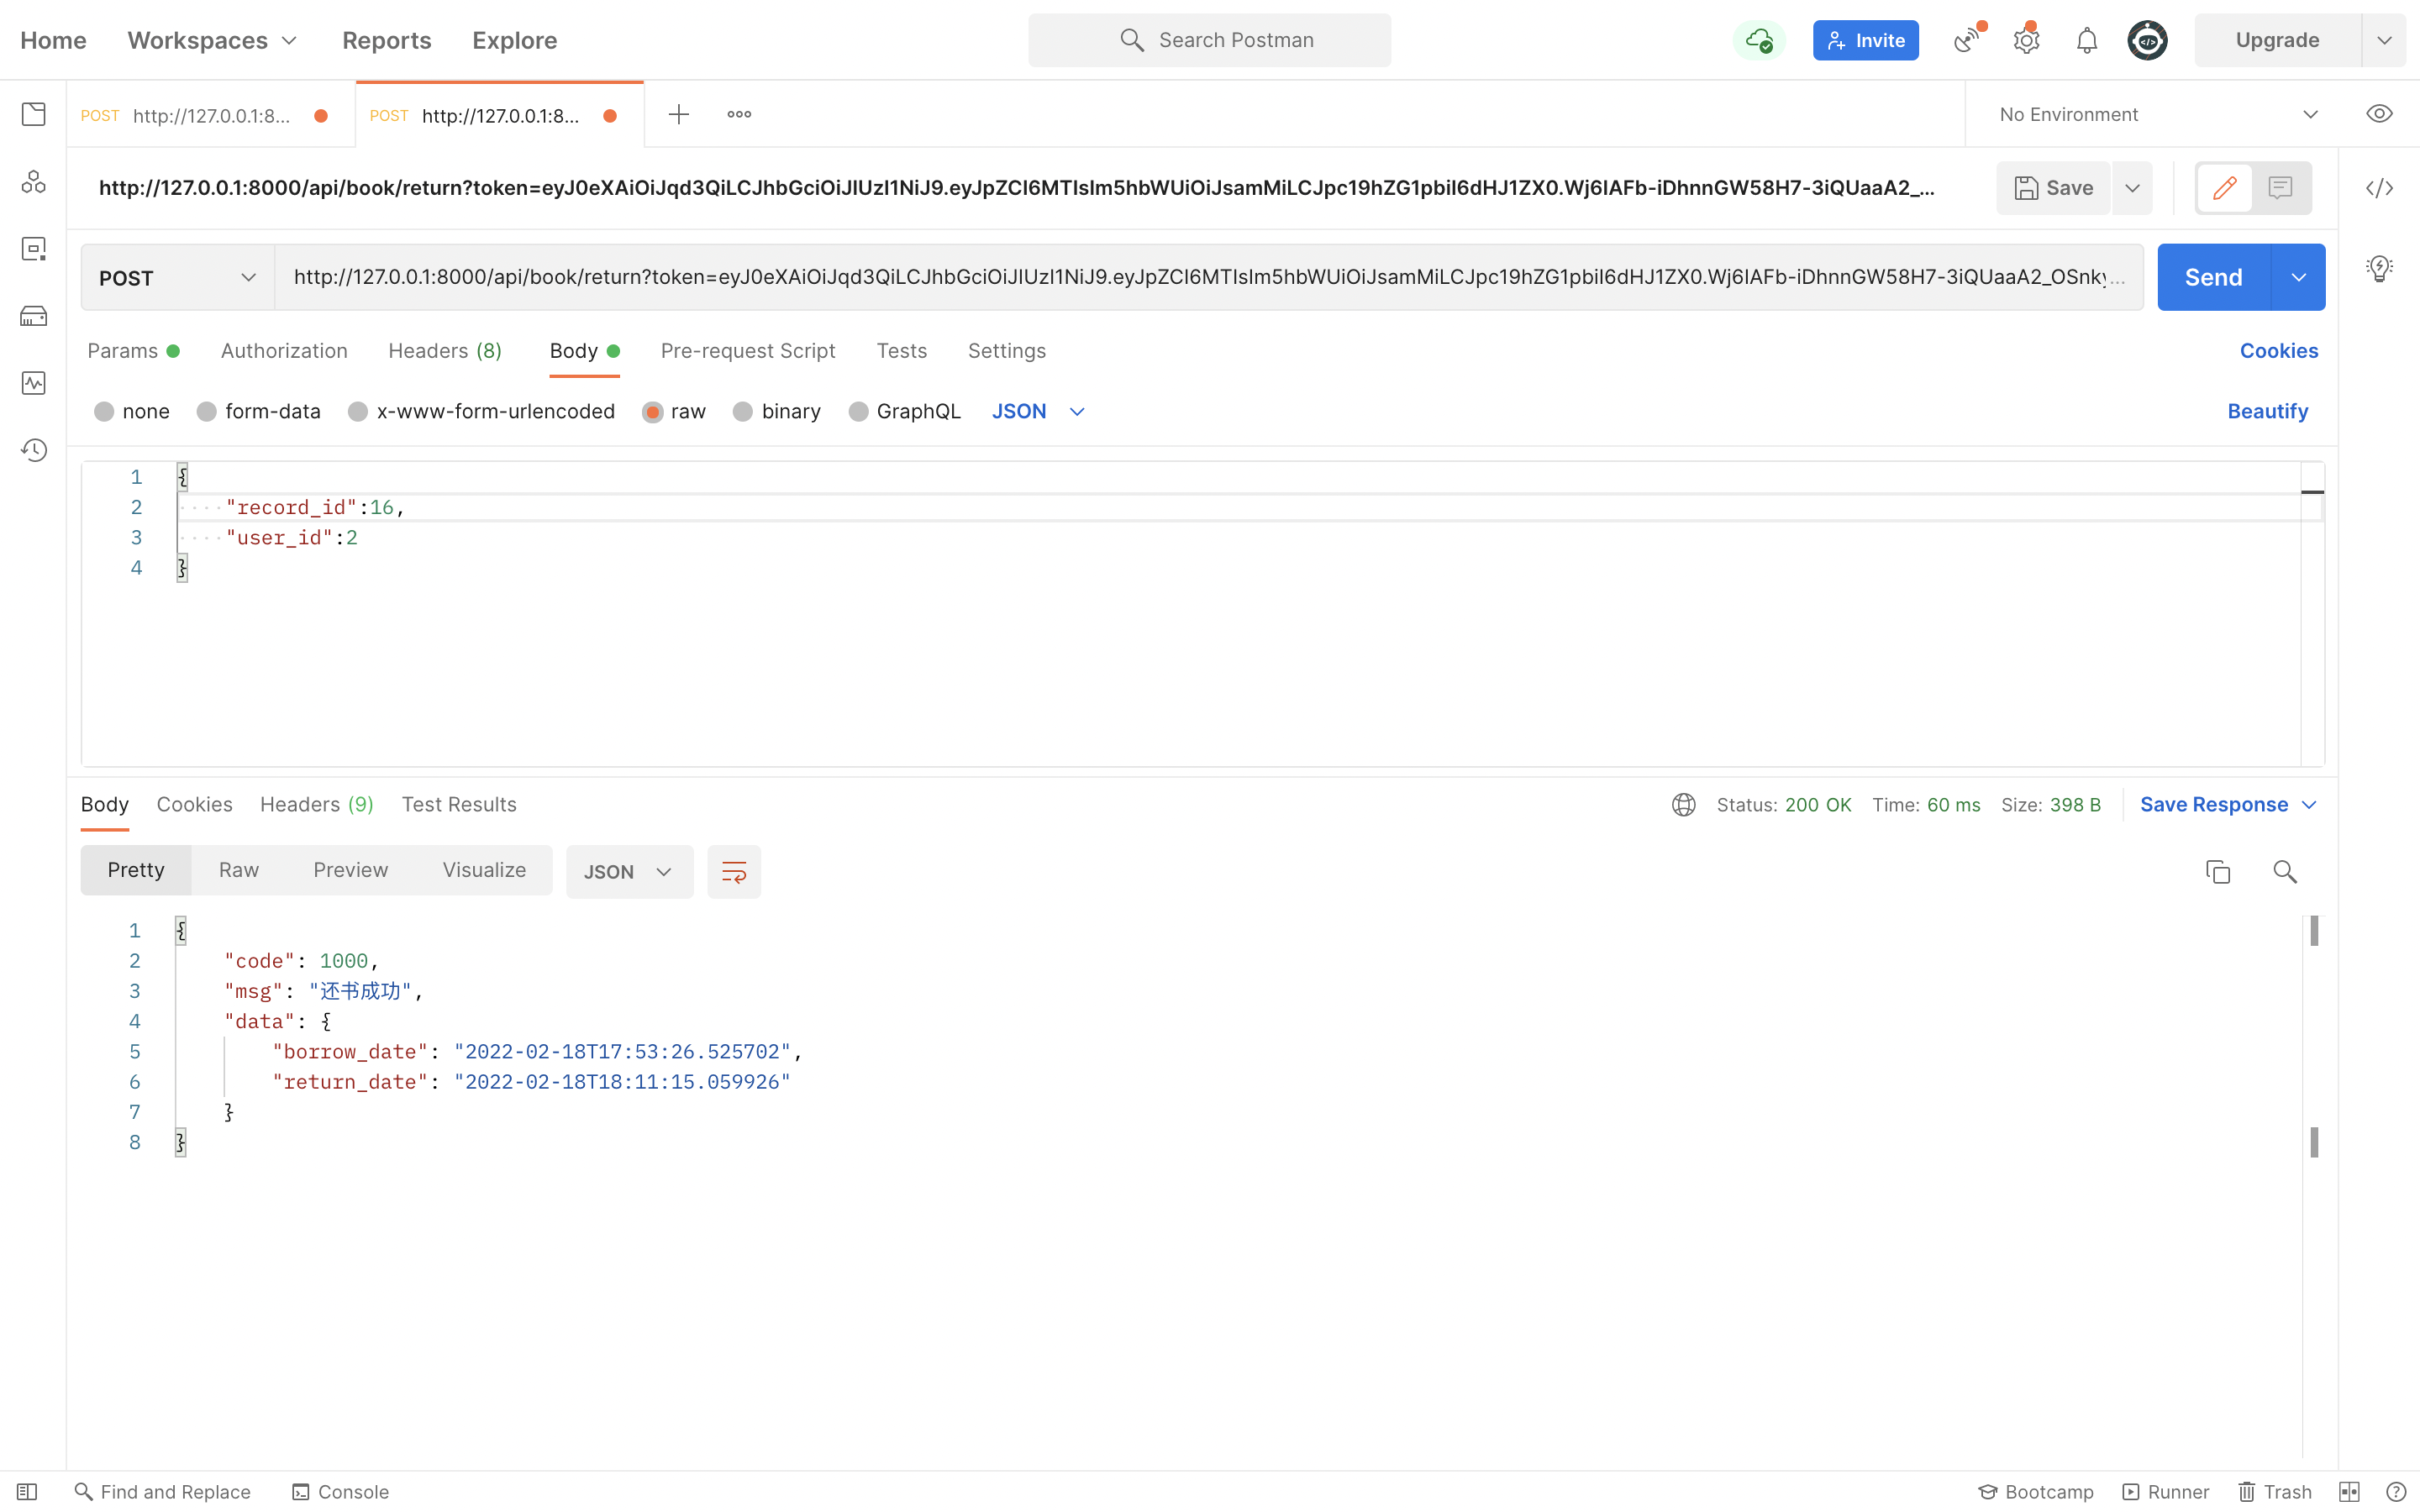 Home Workspaces Reports Explore Search Postman Invite Upgrade
POST http://127.0.0.1:8... POST http://127.0.0.1:8... No Environment
http://127.0.0.1:8000/api/book/return?token=eyJ0eXAiOiJqd3QiLCJhbGciOiJIUzI1NiJ9.eyJpZCI6MTIsIm5hbWUiOiJsamMiLCJpc19hZG1pbiI6dHJ1ZX0.Wj6IAFb-iDhnnGW58H7-3iQUaaA2_... Save
POST http://127.0.0.1:8000/api/book/return?token=eyJ0eXAiOiJqd3QiLCJhbGciOiJIUzI1NiJ9.eyJpZCI6MTIsIm5hbWUiOiJsamMiLCJpc19hZG1pbiI6dHJ1ZX0.Wj6IAFb-iDhnnGW58H7-3iQUaaA2_OSnky... Send
Params Authorization Headers (8) Body Pre-request Script Tests Settings Cookies
none form-data x-www-form-urlencoded raw binary GraphQL JSON Beautify
1 {
2 "record_id":16,
3 "user_id":2
4 }
Body Cookies Headers (9) Test Results Status: 200 OK Time: 60 ms Size: 398 B Save Response
Pretty Raw Preview Visualize JSON
1 {
2 "code": 1000,
3 "msg": "还书成功",
4 "data": {
5 "borrow_date": "2022-02-18T17:53:26.525702",
6 "return_date": "2022-02-18T18:11:15.059926"
7 }
8 }
Find and Replace Console Bootcamp Runner Trash